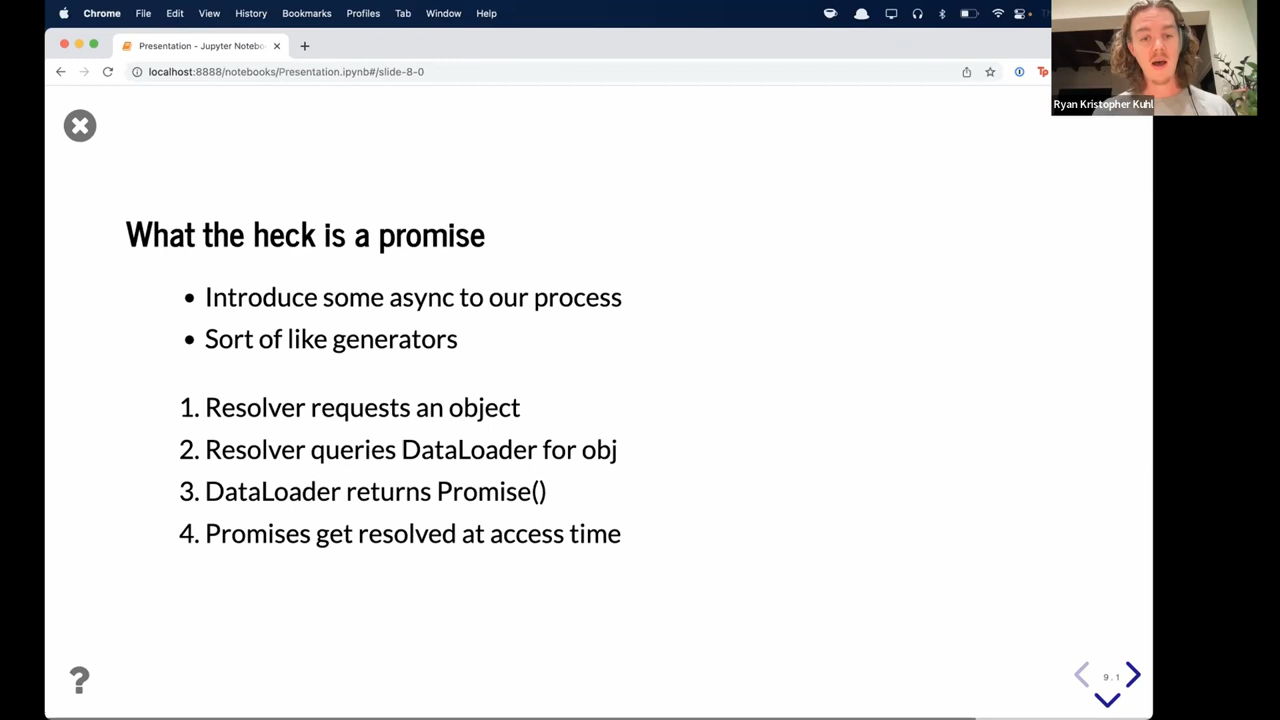 Chrome File Edit View History Bookmarks Profiles Tab Window Help
Presentation - Jupyter Notebo
localhost:8888/notebooks/Presentation.ipynb#/slide-8-0
Tp
Ryan Kristopher Kuhl
What the heck is a promise
• Introduce some async to our process
• Sort of like generators
1. Resolver requests an object
2. Resolver queries DataLoader for obj
3. DataLoader returns Promise()
4. Promises get resolved at access time
?
9.1